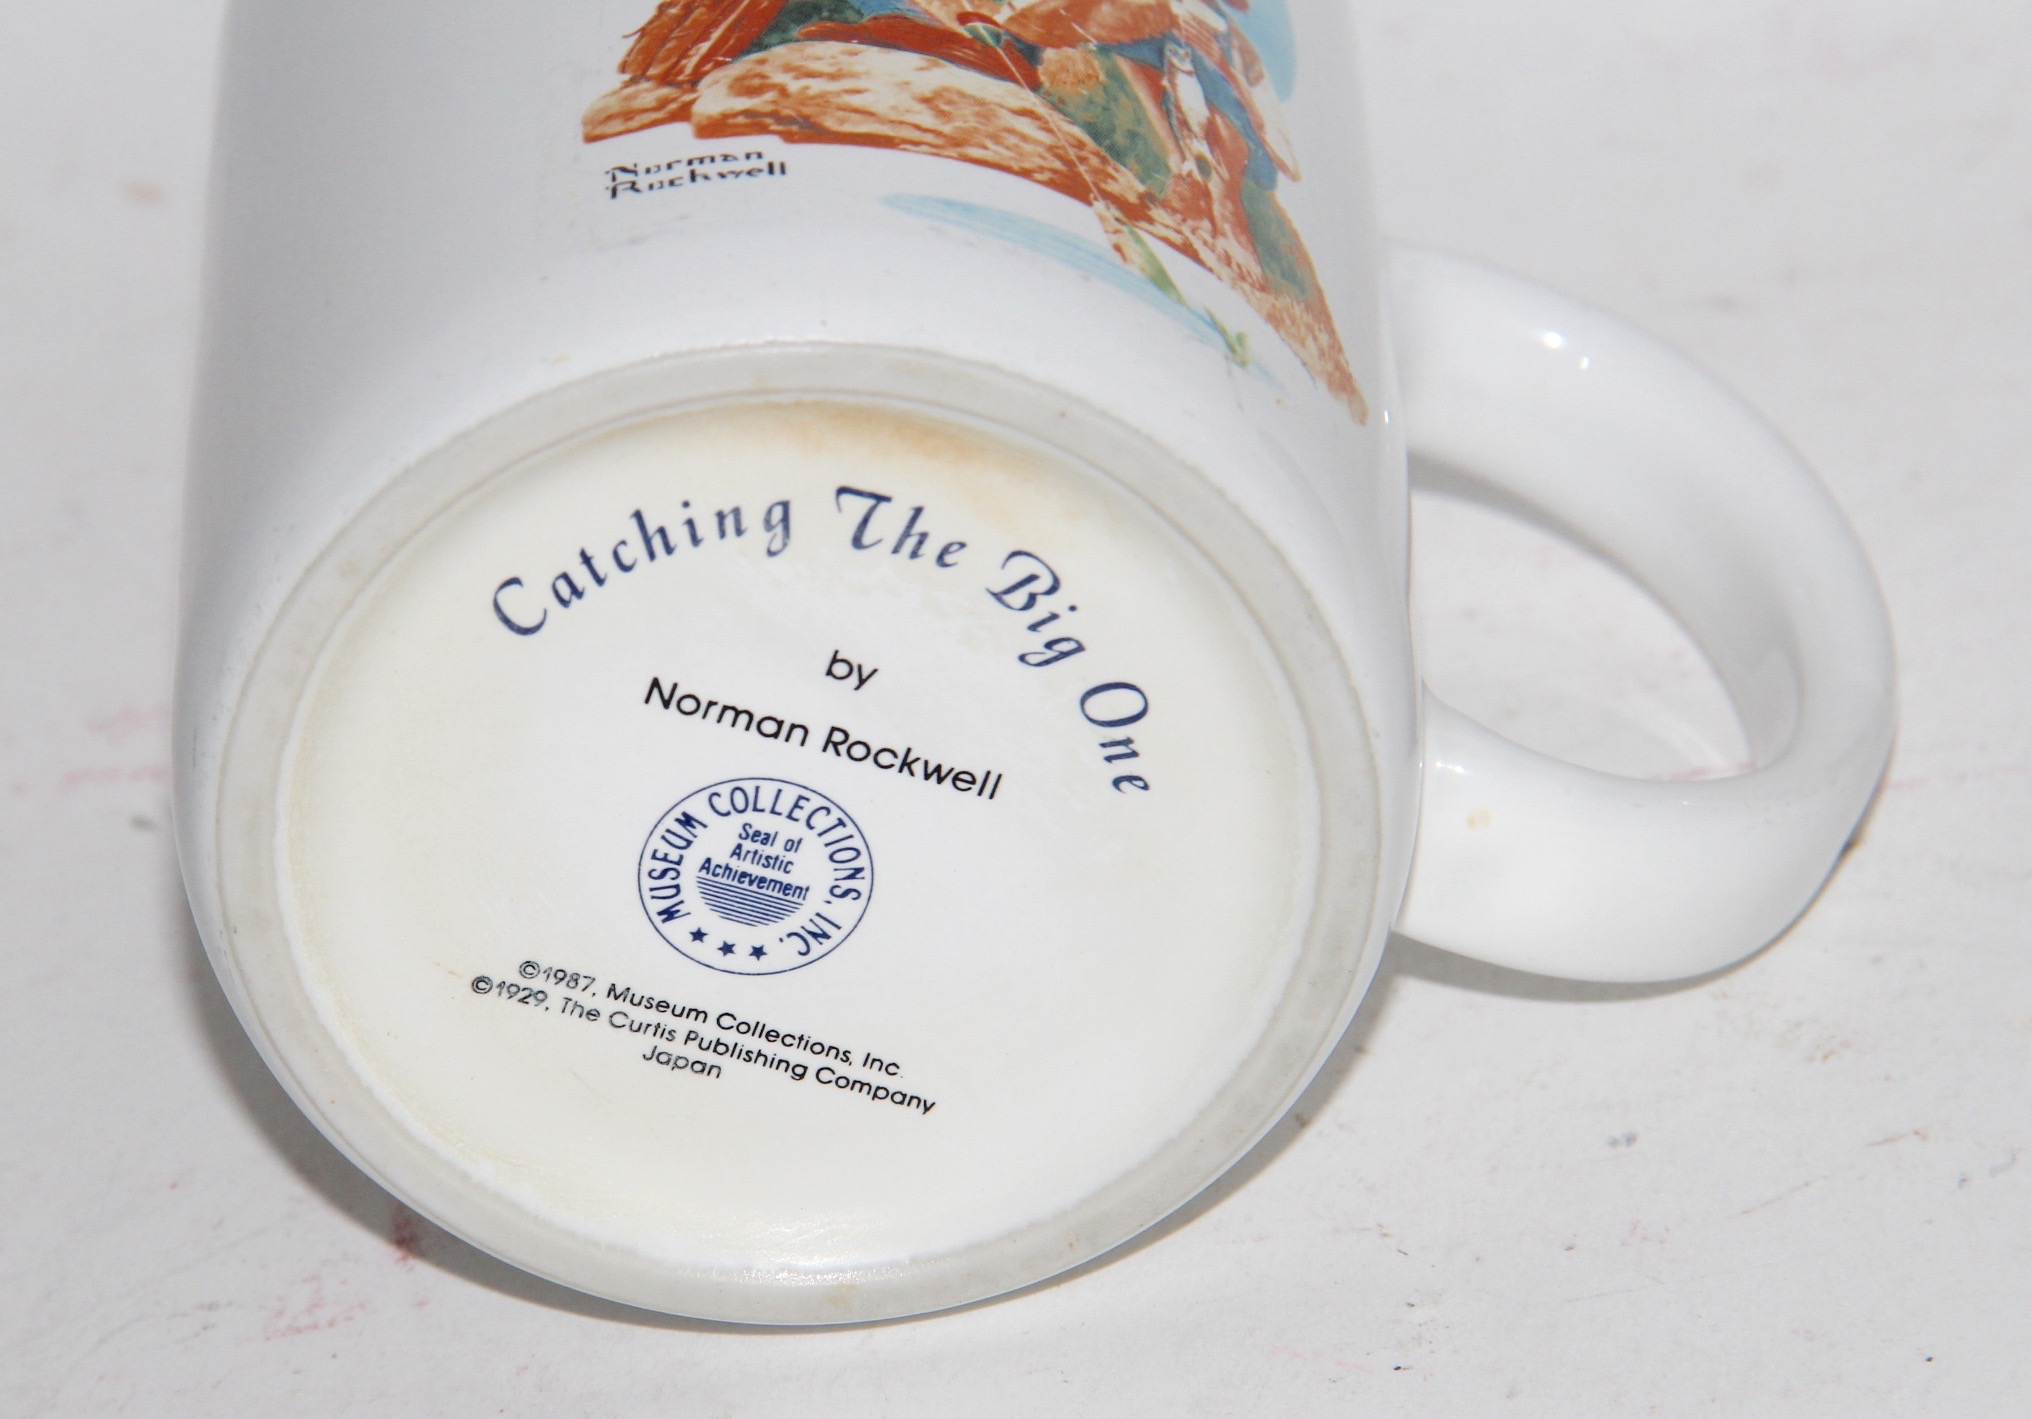 Norman
Rockwell
Catching The Big One
by
Norman Rockwell
MUSEUM COLLECTIONS, INC.
Seal of
Artistic
Achievement
©1987, Museum Collections, Inc.
©1929, The Curtis Publishing Company
Japan